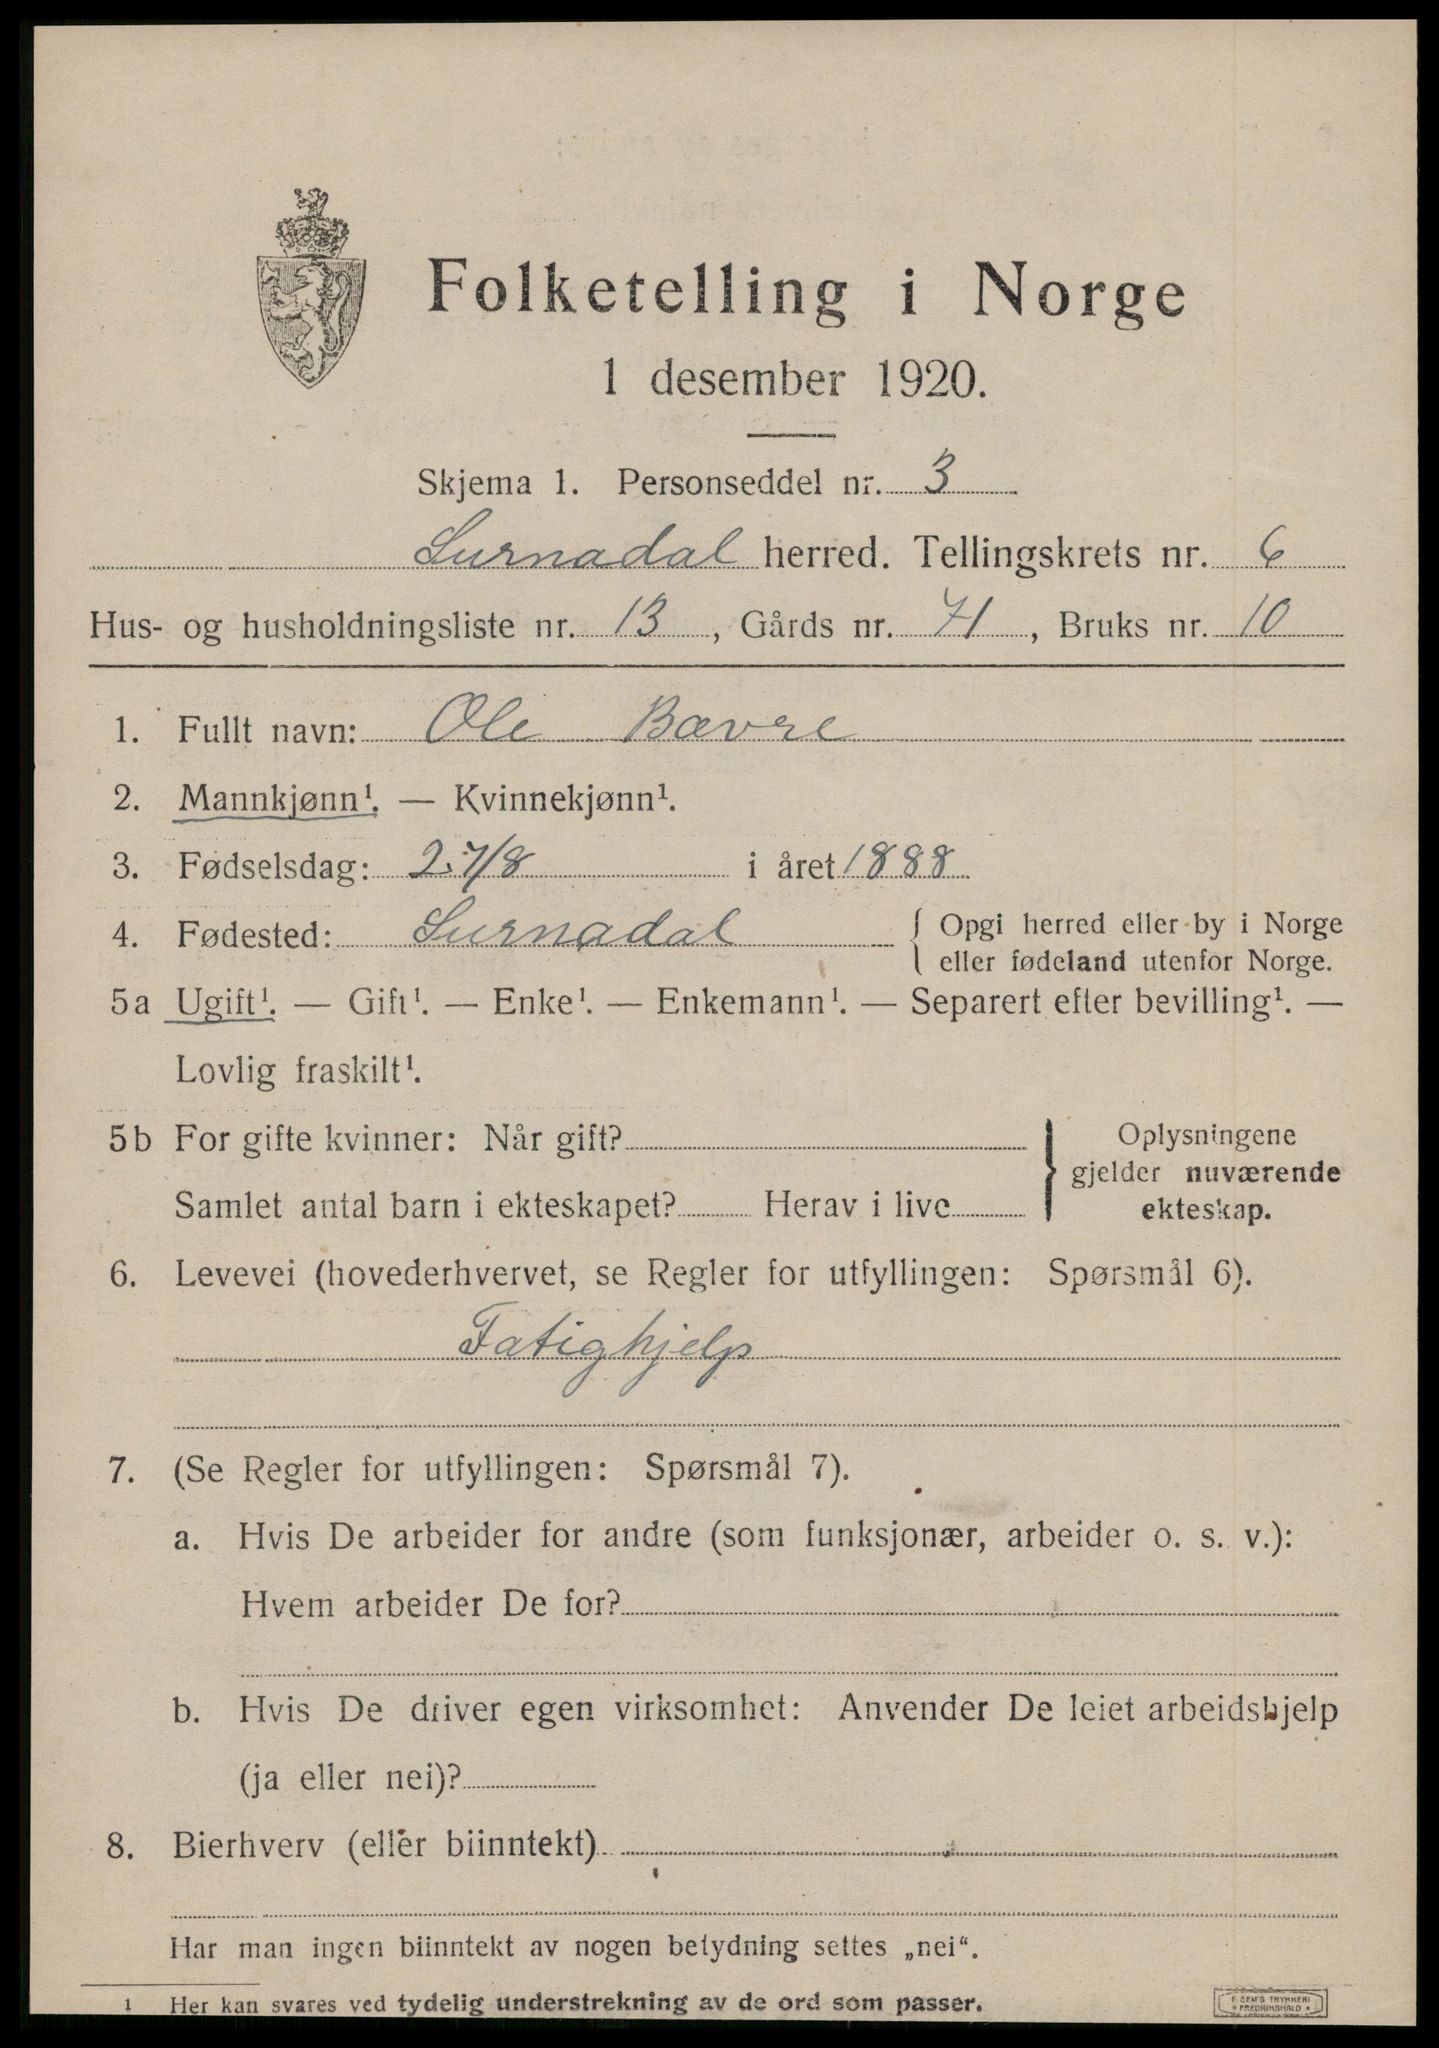 Folketelling i Norge
1 desember 1920.
Skjema 1. Personseddel nr. 3
Surnadal herred. Tellingskrets nr. 6
Hus- og husholdningsliste nr. 13, Gårds nr. 71, Bruks nr. 10
1. Fullt navn: Ole Bævre
2. Mannkjønn¹. — Kvinnekjønn¹.
3. Fødselsdag: 27/8 i året 1888
4. Fødested: Surnadal { Opgi herred eller by i Norge
eller fødeland utenfor Norge.
5a Ugift¹. — Gift¹. — Enke¹. — Enkemann¹. — Separert efter bevilling¹. —
Lovlig fraskilt¹.
5b For gifte kvinner: Når gift?
Samlet antal barn i ekteskapet? Herav i live
} Oplysningene
gjelder nuværende
ekteskap.
6. Levevei (hovederhvervet, se Regler for utfyllingen: Spørsmål 6).
Fatighjelp
7. (Se Regler for utfyllingen: Spørsmål 7).
a. Hvis De arbeider for andre (som funksjonær, arbeider o. s. v.):
Hvem arbeider De for?
b. Hvis De driver egen virksomhet: Anvender De leiet arbeidshjelp
(ja eller nei)?
8. Bierhverv (eller biinntekt)
Har man ingen biinntekt av nogen betydning settes „nei“.
1 Her kan svares ved tydelig understrekning av de ord som passer.
E. SEM'S TRYKKERI
* FREDRIKSHALD *